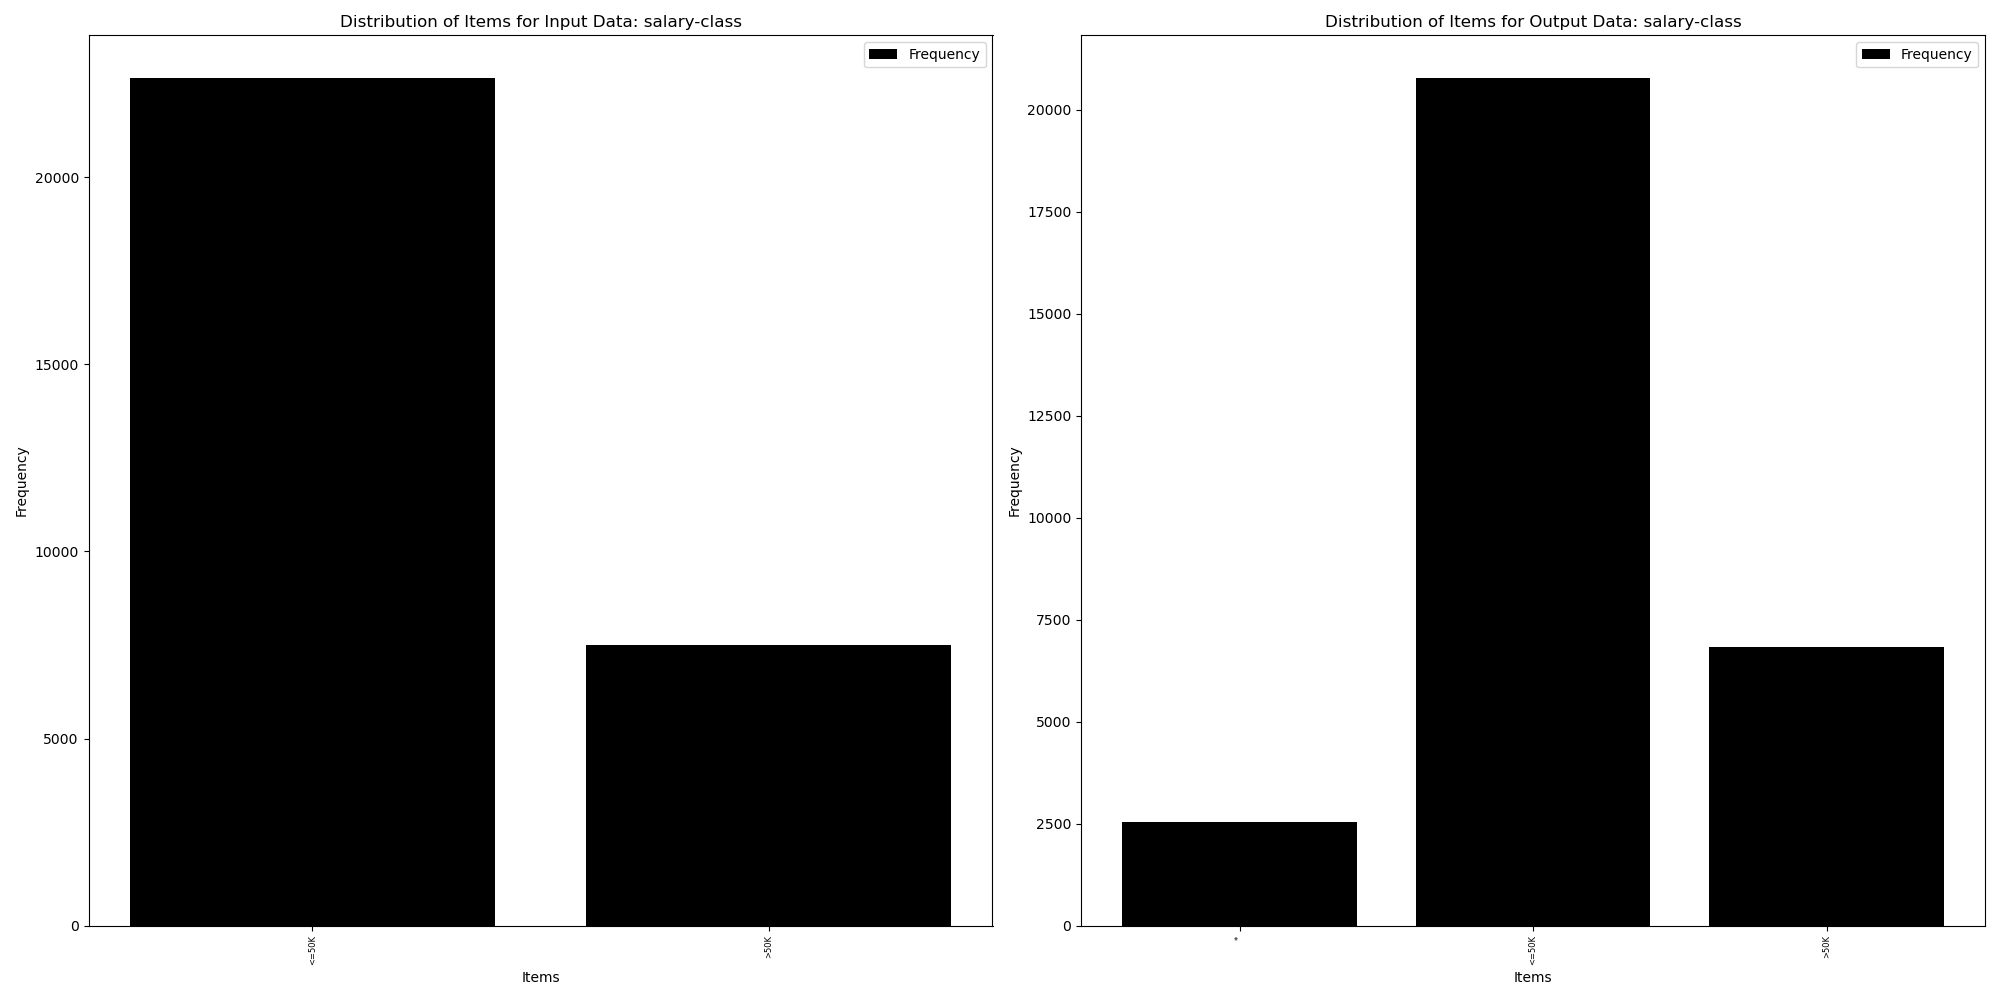 Distribution of Items for Input Data: salary-class
Frequency
20000
15000
10000
5000
0
Frequency
<=50K
>50K
Items
Distribution of Items for Output Data: salary-class
Frequency
20000
17500
15000
12500
10000
7500
5000
2500
0
Frequency
*
<=50K
>50K
Items